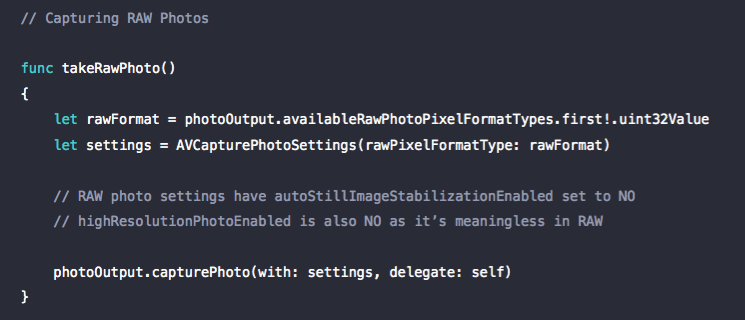 // Capturing RAW Photos
func takeRawPhoto()
{
let rawFormat = photoOutput.availableRawPhotoPixelFormatTypes.first!.uint32Value
let settings = AVCapturePhotoSettings(rawPixelFormatType: rawFormat)
// RAW photo settings have autoStillImageStabilizationEnabled set to NO
// highResolutionPhotoEnabled is also NO as it’s meaningless in RAW
photoOutput.capturePhoto(with: settings, delegate: self)
}